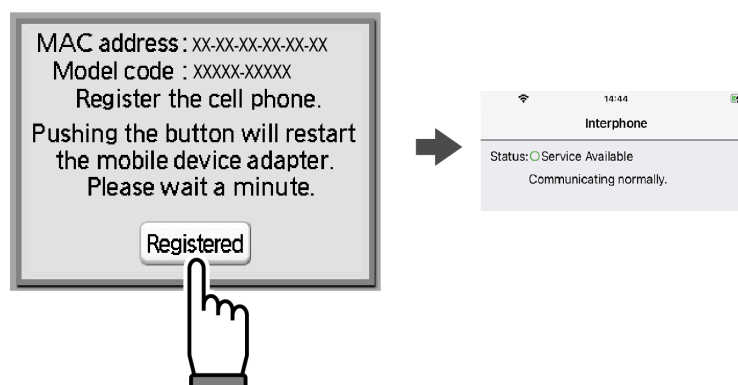 MAC address: XX-XX-XX-XX-XX-XX
Model code : XXXXX-XXXXX
Register the cell phone.
Pushing the button will restart
the mobile device adapter.
Please wait a minute.
Registered
14:44
Interphone
Status: Service Available
Communicating normally.